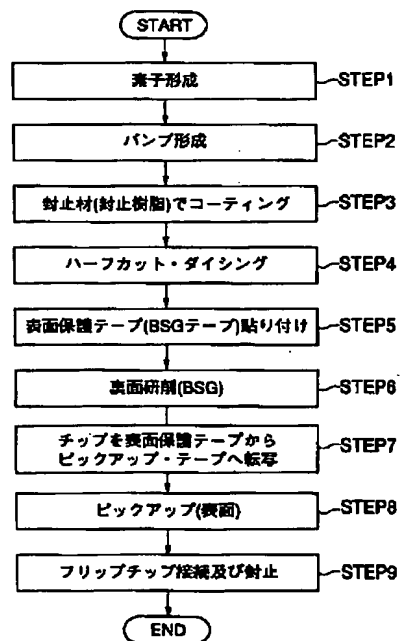 START
素子形成
STEP1
バンプ形成
STEP2
封止材(封止樹脂)でコーティング
STEP3
ハーフカット・ダイシング
STEP4
表面保護テープ(BSGテープ)貼り付け
STEP5
裏面研削(BSG)
STEP6
チップを表面保護テープから
ピックアップ・テープへ転写
STEP7
ピックアップ(表面)
STEP8
フリップチップ接続及び封止
STEP9
END